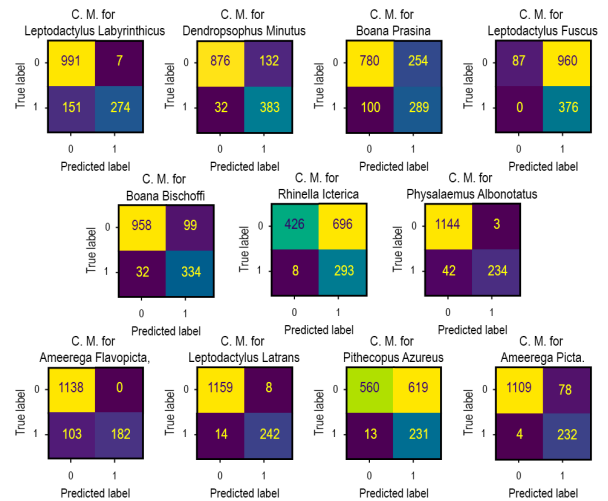 C. M. for
Leptodactylus Labyrinthicus
True label
0
991
7
1
151
274
0
1
Predicted label
C. M. for
Dendropsophus Minutus
True label
0
876
132
1
32
383
0
1
Predicted label
C. M. for
Boana Prasina
True label
0
780
254
1
100
289
0
1
Predicted label
C. M. for
Leptodactylus Fuscus
True label
0
87
960
1
0
376
0
1
Predicted label
C. M. for
Boana Bischoffi
True label
0
958
99
1
32
334
0
1
Predicted label
C. M. for
Rhinella Icterica
True label
0
426
696
1
8
293
0
1
Predicted label
C. M. for
Physalaemus Albonotatus
True label
0
1144
3
1
42
234
0
1
Predicted label
C. M. for
Ameerega Flavopicta,
True label
0
1138
0
1
103
182
0
1
Predicted label
C. M. for
Leptodactylus Latrans
True label
0
1159
8
1
14
242
0
1
Predicted label
C. M. for
Pithecopus Azureus
True label
0
560
619
1
13
231
0
1
Predicted label
C. M. for
Ameerega Picta.
True label
0
1109
78
1
4
232
0
1
Predicted label